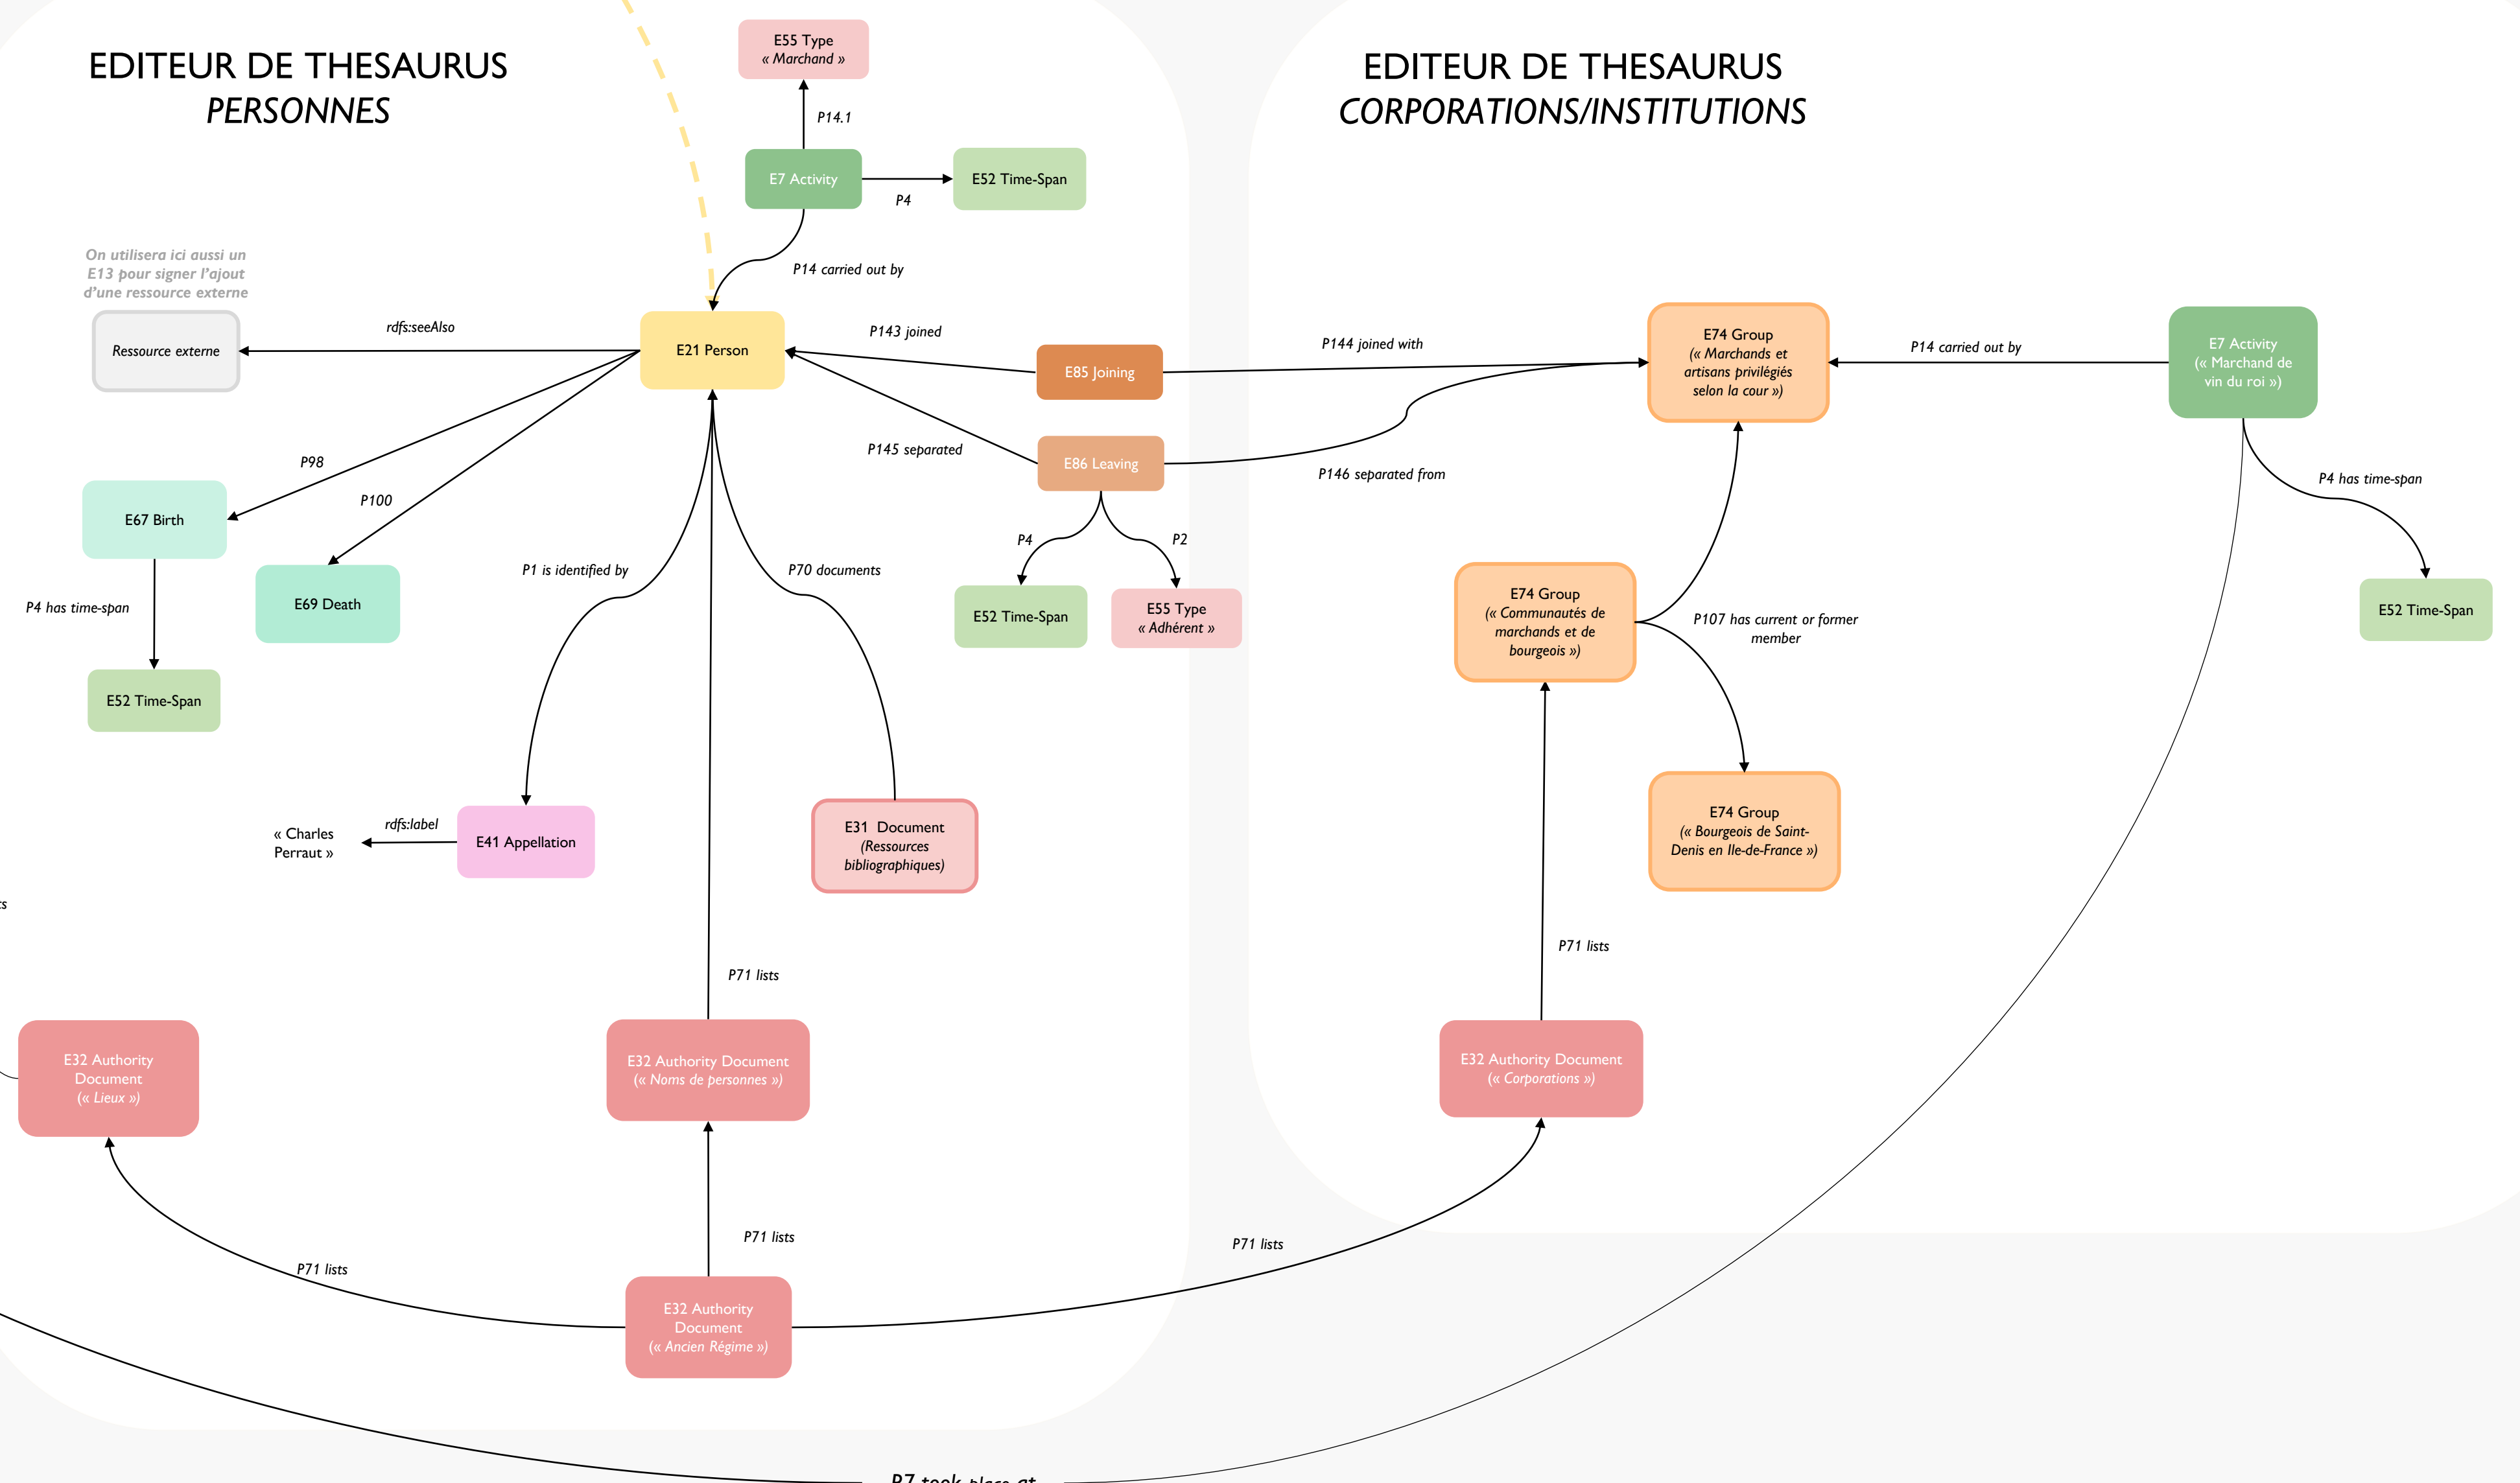 EDITEUR DE THESAURUS
PERSONNES
EDITEUR DE THESAURUS
CORPORATIONS/INSTITUTIONS
E55 Type
« Marchand »
P14.1
E7 Activity
P4
E52 Time-Span
P14 carried out by
On utilisera ici aussi un
E13 pour signer l'ajout
d'une ressource externe
Ressource externe
rdfs:seeAlso
E21 Person
P143 joined
E85 Joining
P144 joined with
E74 Group
(« Marchands et
artisans privilégiés
selon la cour »)
P14 carried out by
E7 Activity
(« Marchand de
vin du roi »)
P145 separated
E86 Leaving
P146 separated from
P4 has time-span
P98
P100
E67 Birth
E69 Death
P4 has time-span
E52 Time-Span
P1 is identified by
P70 documents
P4
P2
E52 Time-Span
E55 Type
« Adhérent »
E74 Group
(« Communautés de
marchands et de
bourgeois »)
P107 has current or former
member
E52 Time-Span
E74 Group
(« Bourgeois de Saint-
Denis en Ile-de-France »)
« Charles
Perraut »
rdfs:label
E41 Appellation
E31 Document
(Ressources
bibliographiques)
P71 lists
P71 lists
E32 Authority
Document
(« Lieux »)
E32 Authority Document
(« Noms de personnes »)
E32 Authority Document
(« Corporations »)
P71 lists
P71 lists
P71 lists
E32 Authority
Document
(« Ancien Régime »)
P7 took place at